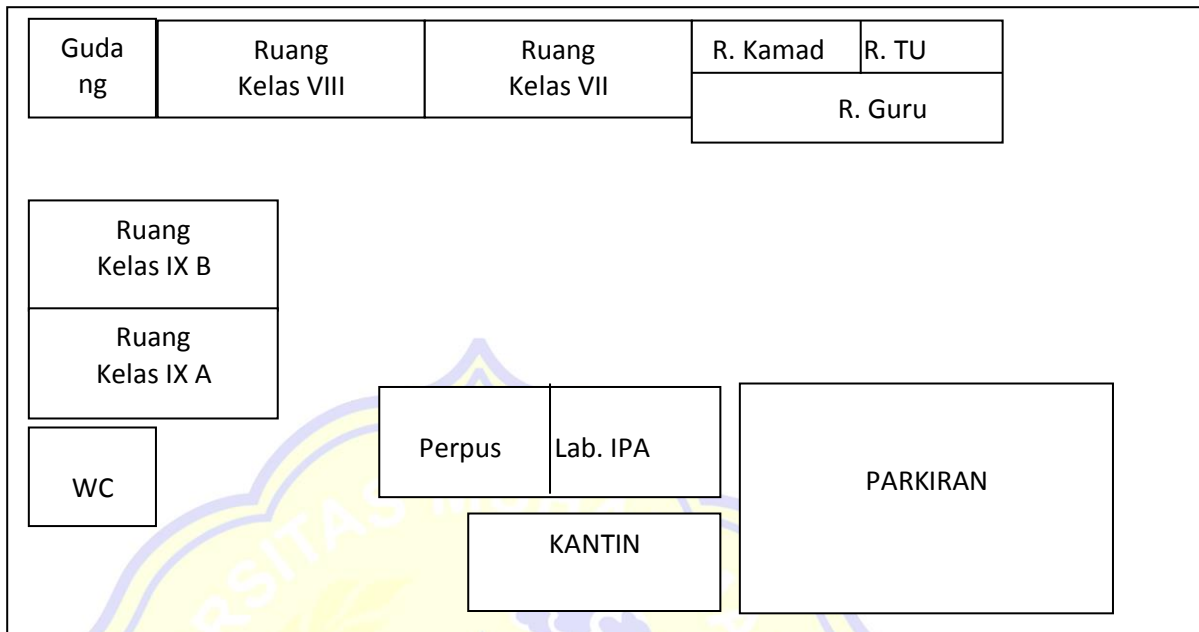 Guda
ng
Ruang
Kelas VIII
Ruang
Kelas VII
R. Kamad
R. TU
R. Guru
Ruang
Kelas IX B
Ruang
Kelas IX A
WC
Perpus
Lab. IPA
KANTIN
PARKIRAN